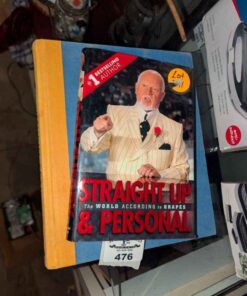 #1 BESTSELLING
AUTHOR
STRAIGHT UP
The WORLD ACCORDING to GRAPES
& PERSONAL
476